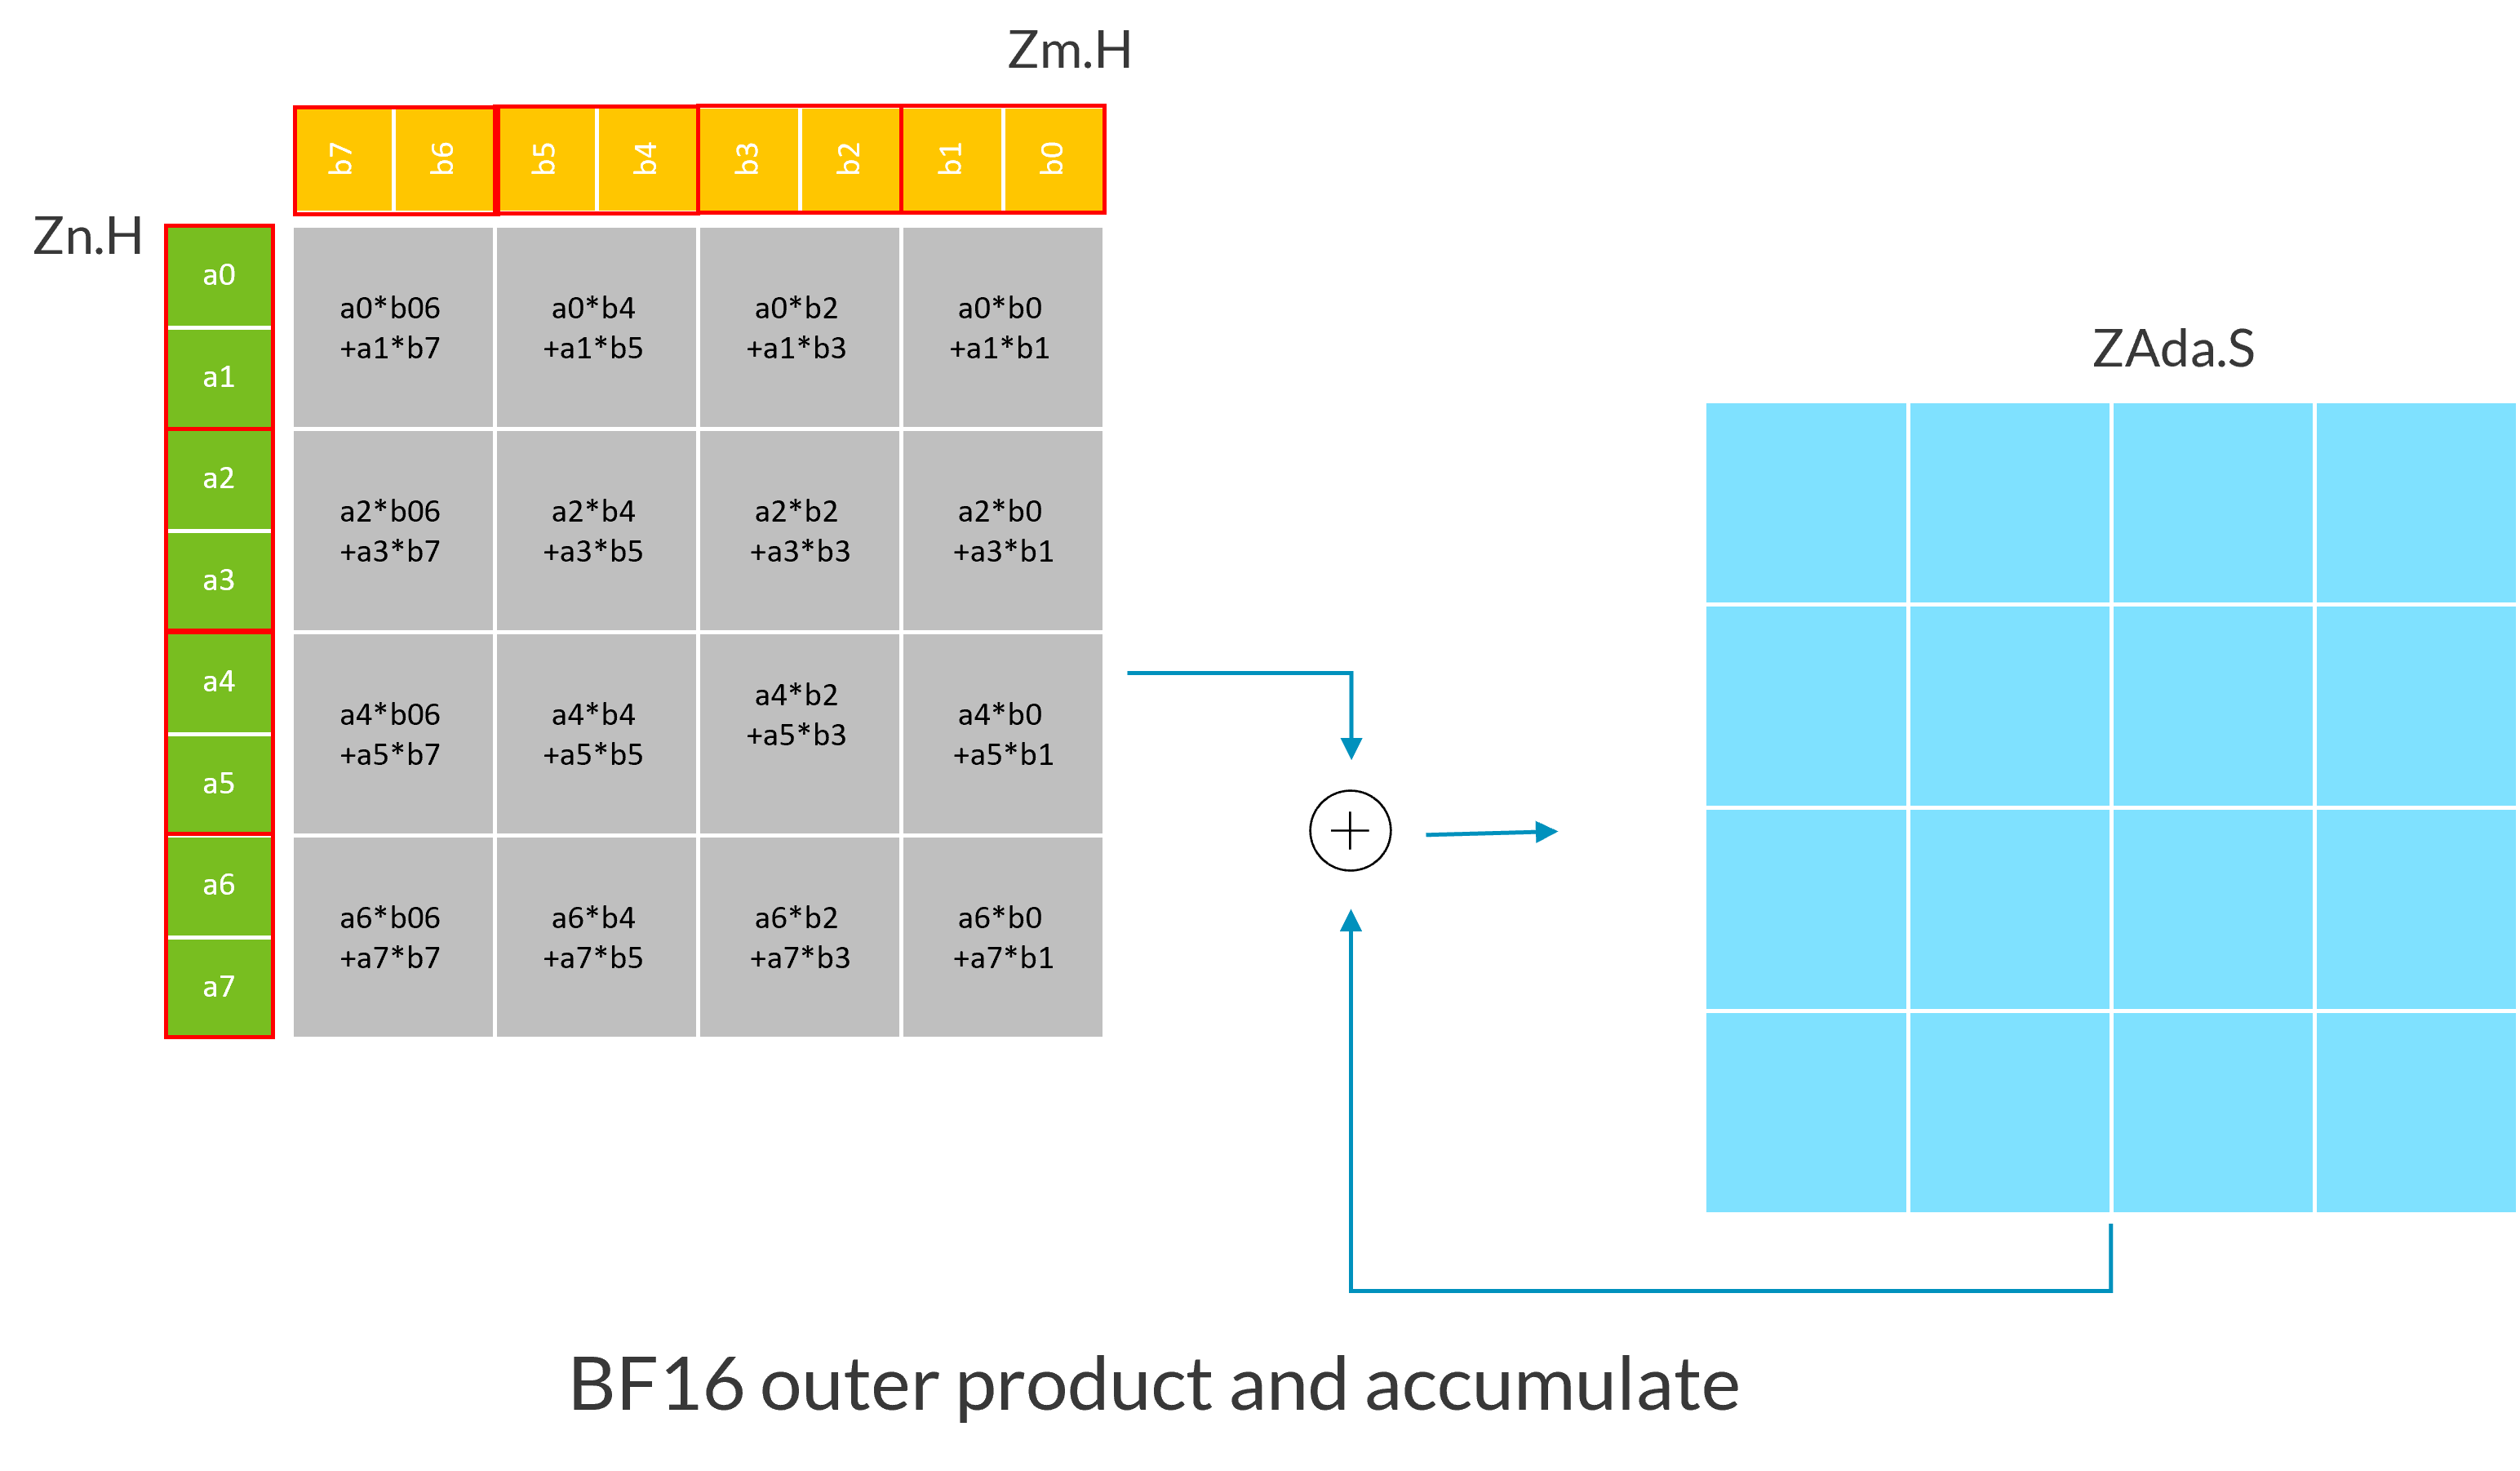 Zm.H
b7 b6 b5 b4 b3 b2 b1 b0
Zn.H
a0
a1
a2
a3
a4
a5
a6
a7
a0*b06
+a1*b7
a0*b4
+a1*b5
a0*b2
+a1*b3
a0*b0
+a1*b1
a2*b06
+a3*b7
a2*b4
+a3*b5
a2*b2
+a3*b3
a2*b0
+a3*b1
a4*b06
+a5*b7
a4*b4
+a5*b5
a4*b2
+a5*b3
a4*b0
+a5*b1
a6*b06
+a7*b7
a6*b4
+a7*b5
a6*b2
+a7*b3
a6*b0
+a7*b1
ZAda.S
BF16 outer product and accumulate